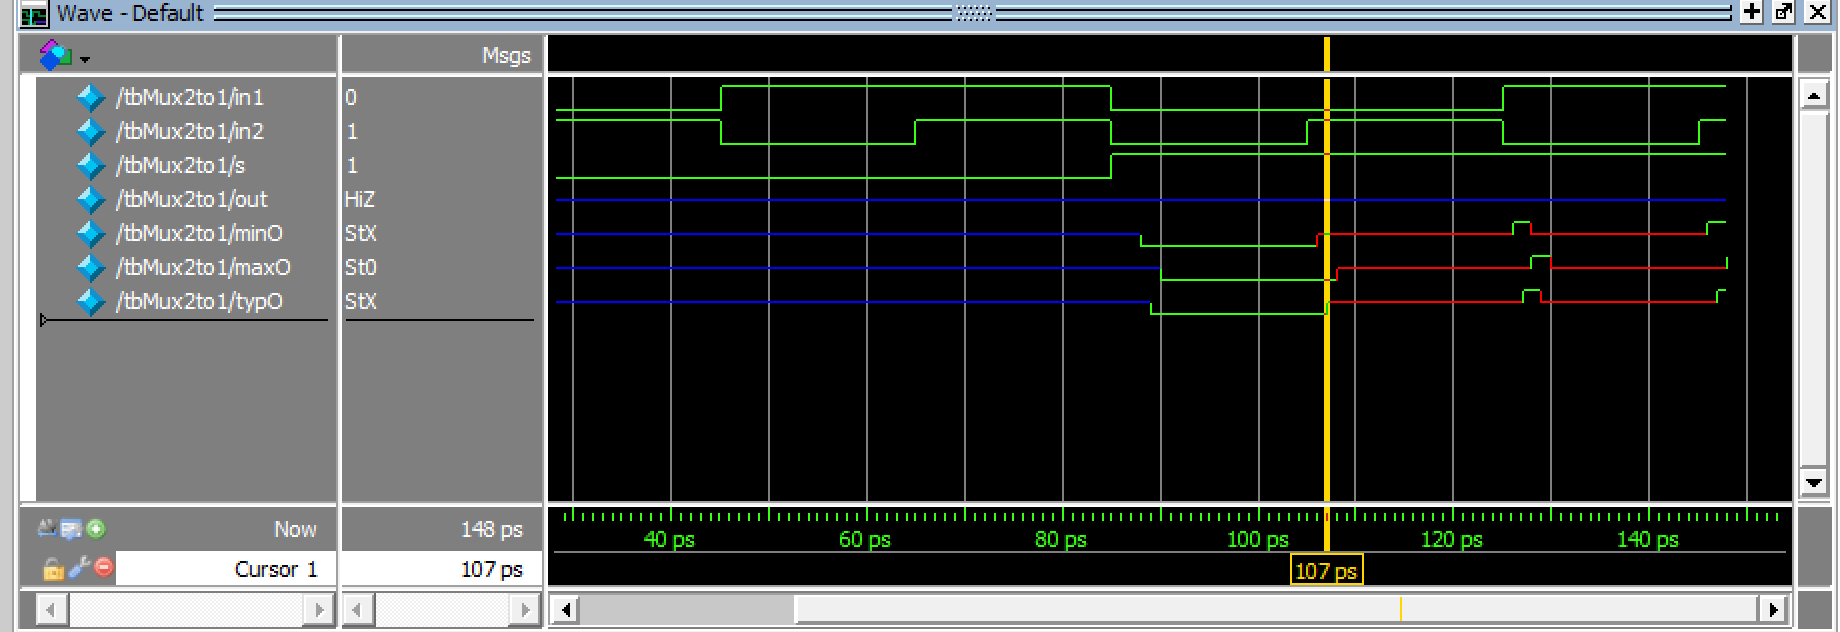 Wave - Default
Msgs
/tbMux2to1/in1 0
/tbMux2to1/in2 1
/tbMux2to1/s 1
/tbMux2to1/out HiZ
/tbMux2to1/minO StX
/tbMux2to1/maxO St0
/tbMux2to1/typO StX
Now 148 ps
40 ps 60 ps 80 ps 100 ps 120 ps 140 ps
Cursor 1 107 ps
107 ps